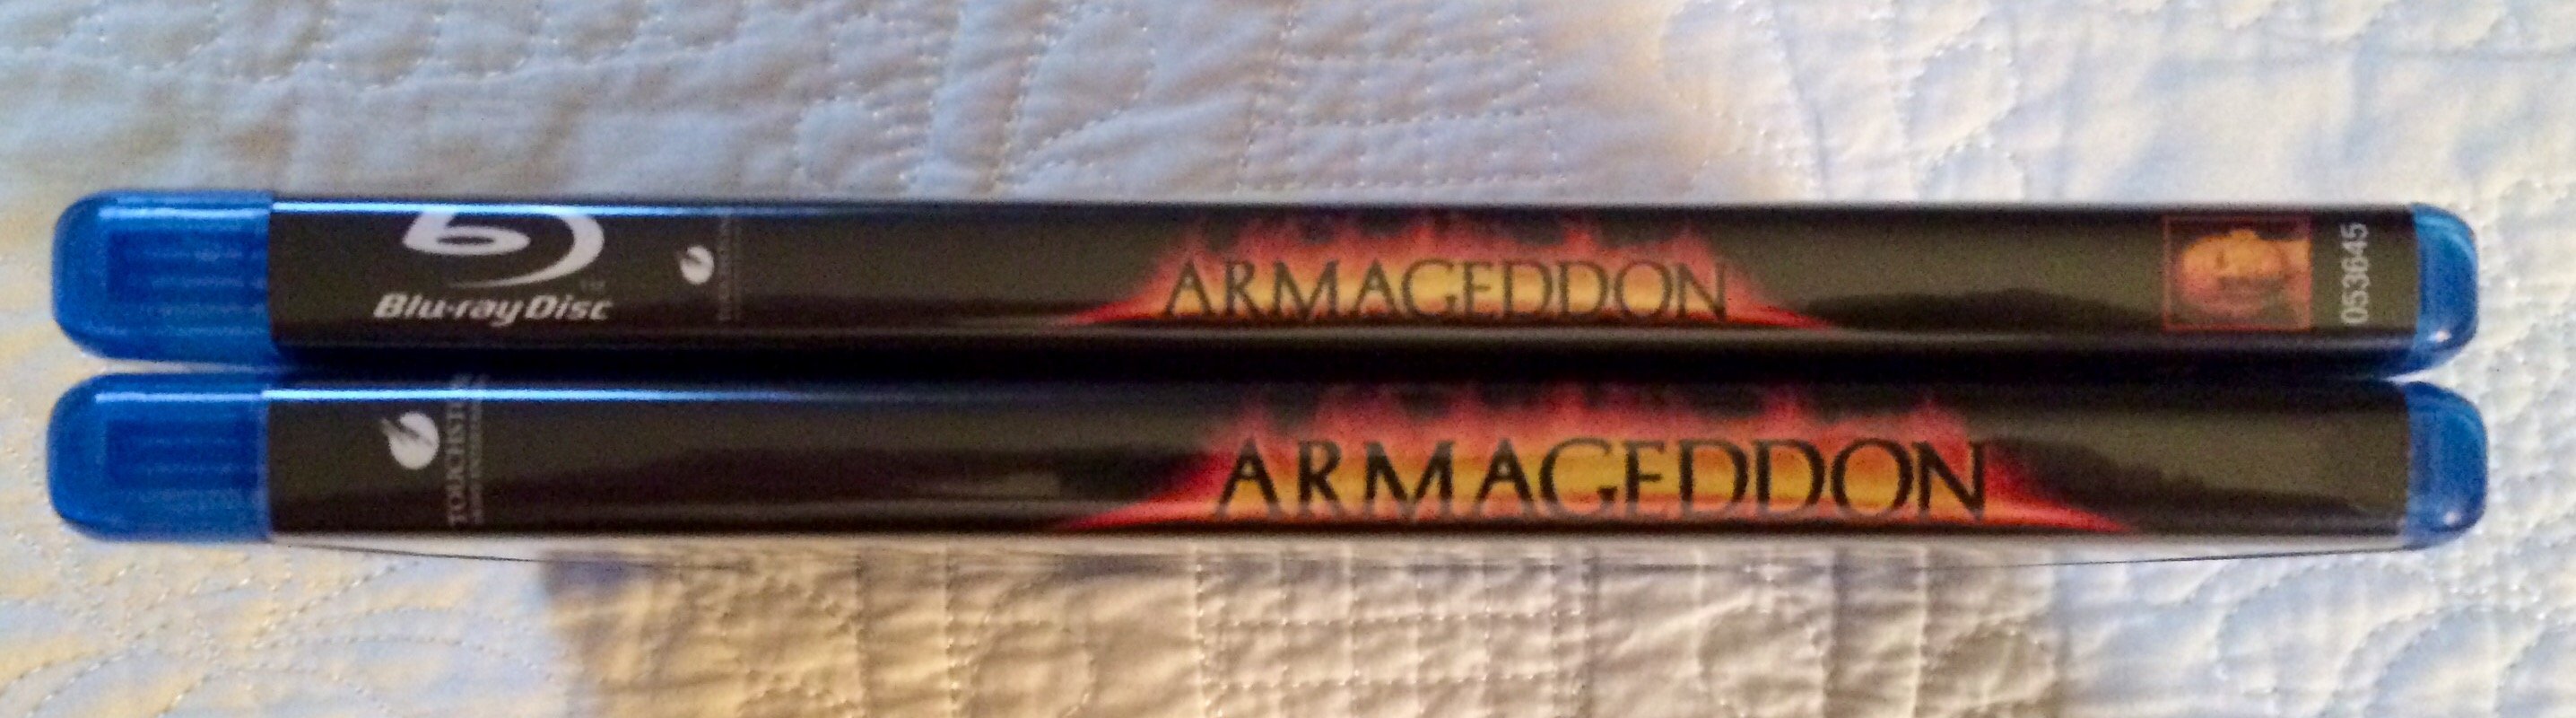 Blu-ray Disc
ARMAGEDDON
053645
TOUCHSTONE
ARMAGEDDON